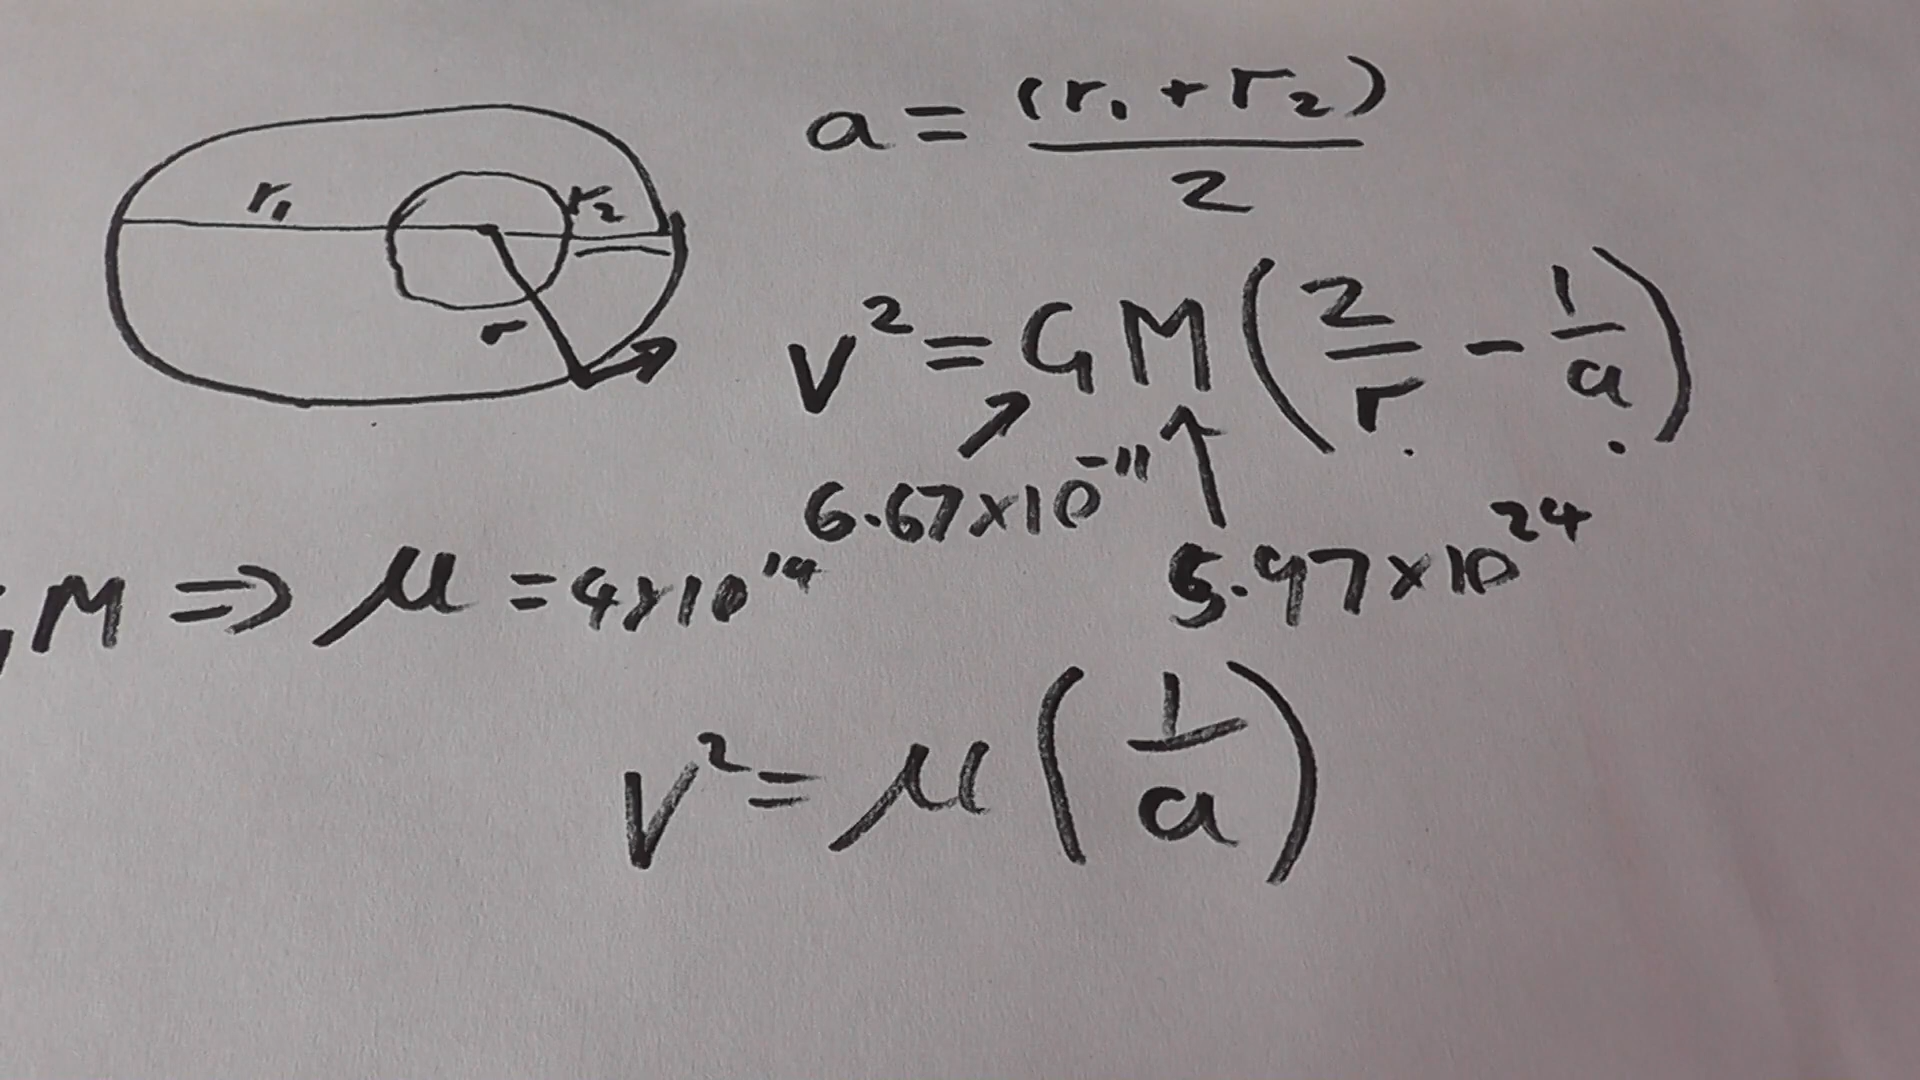 a = (r₁ + r₂) / 2
r₁ r₂
r
v² = GM(2/r - 1/a)
6.67×10⁻¹¹
5.97×10²⁴
M ⇒ μ = 4×10¹⁴
v² = μ(1/a)